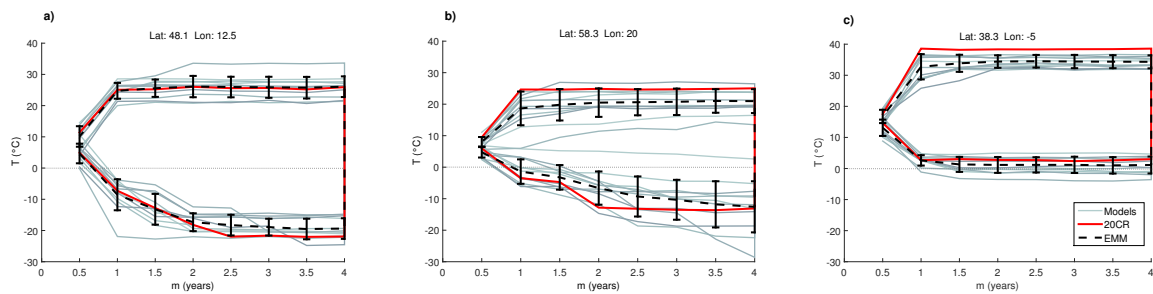 a)
Lat: 48.1 Lon: 12.5
40
30
20
10
0
-10
-20
-30
T (°C)
0 0.5 1 1.5 2 2.5 3 3.5 4
m (years)
b)
Lat: 58.3 Lon: 20
40
30
20
10
0
-10
-20
-30
T (°C)
0 0.5 1 1.5 2 2.5 3 3.5 4
m (years)
c)
Lat: 38.3 Lon: -5
40
30
20
10
0
-10
-20
-30
T (°C)
0 0.5 1 1.5 2 2.5 3 3.5 4
m (years)
Models
20CR
EMM